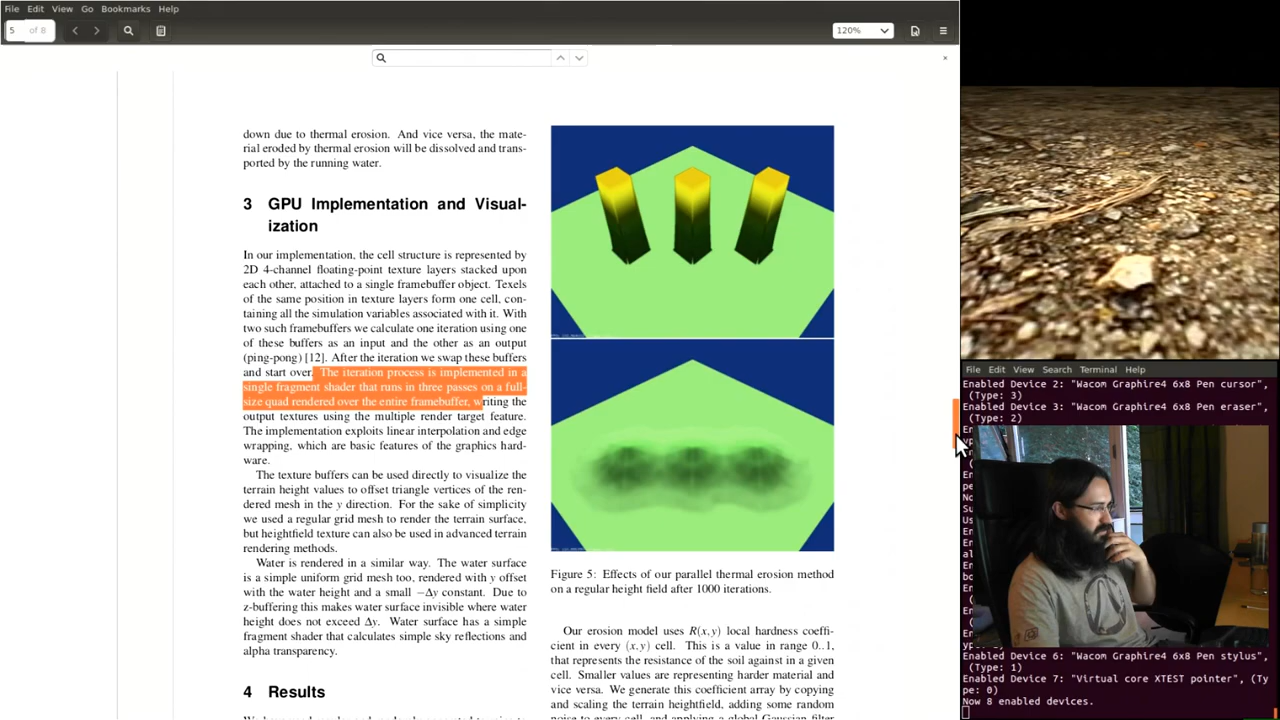 File Edit View Go Bookmarks Help
5 of 8
120%
down due to thermal erosion. And vice versa, the mate-
rial eroded by thermal erosion will be dissolved and trans-
ported by the running water.
3 GPU Implementation and Visual-
ization
In our implementation, the cell structure is represented by
2D 4-channel floating-point texture layers stacked upon
each other, attached to a single framebuffer object. Texels
of the same position in texture layers form one cell, con-
taining all the simulation variables associated with it. With
two such framebuffers we calculate one iteration using one
of these buffers as an input and the other as an output
(ping-pong) [12]. After the iteration we swap these buffers
and start over. The iteration process is implemented in a
single fragment shader that runs in three passes on a full-
size quad rendered over the entire framebuffer, writing the
output textures using the multiple render target feature.
The implementation exploits linear interpolation and edge
wrapping, which are basic features of the graphics hard-
ware.
The texture buffers can be used directly to visualize the
terrain height values to offset triangle vertices of the ren-
dered mesh in the y direction. For the sake of simplicity
we used a regular grid mesh to render the terrain surface,
but heightfield texture can also be used in advanced terrain
rendering methods.
Water is rendered in a similar way. The water surface
is a simple uniform grid mesh too, rendered with y offset
with the water height and a small −Δy constant. Due to
z-buffering this makes water surface invisible where water
height does not exceed Δy. Water surface has a simple
fragment shader that calculates simple sky reflections and
alpha transparency.
4 Results
Figure 5: Effects of our parallel thermal erosion method
on a regular height field after 1000 iterations.
Our erosion model uses R(x,y) local hardness coeffi-
cient in every (x,y) cell. This is a value in range 0..1,
that represents the resistance of the soil against in a given
cell. Smaller values are representing harder material and
vice versa. We generate this coefficient array by copying
and scaling the terrain heightfield, adding some random
noise to every cell, and applying a global Gaussian filter
File Edit View Search Terminal Help
Enabled Device 2: "Wacom Graphire4 6x8 Pen cursor",
(Type: 3)
Enabled Device 3: "Wacom Graphire4 6x8 Pen eraser",
(Type: 2)
Enabled Device 6: "Wacom Graphire4 6x8 Pen stylus",
(Type: 1)
Enabled Device 7: "Virtual core XTEST pointer", (Ty
pe: 0)
Now 8 enabled devices.